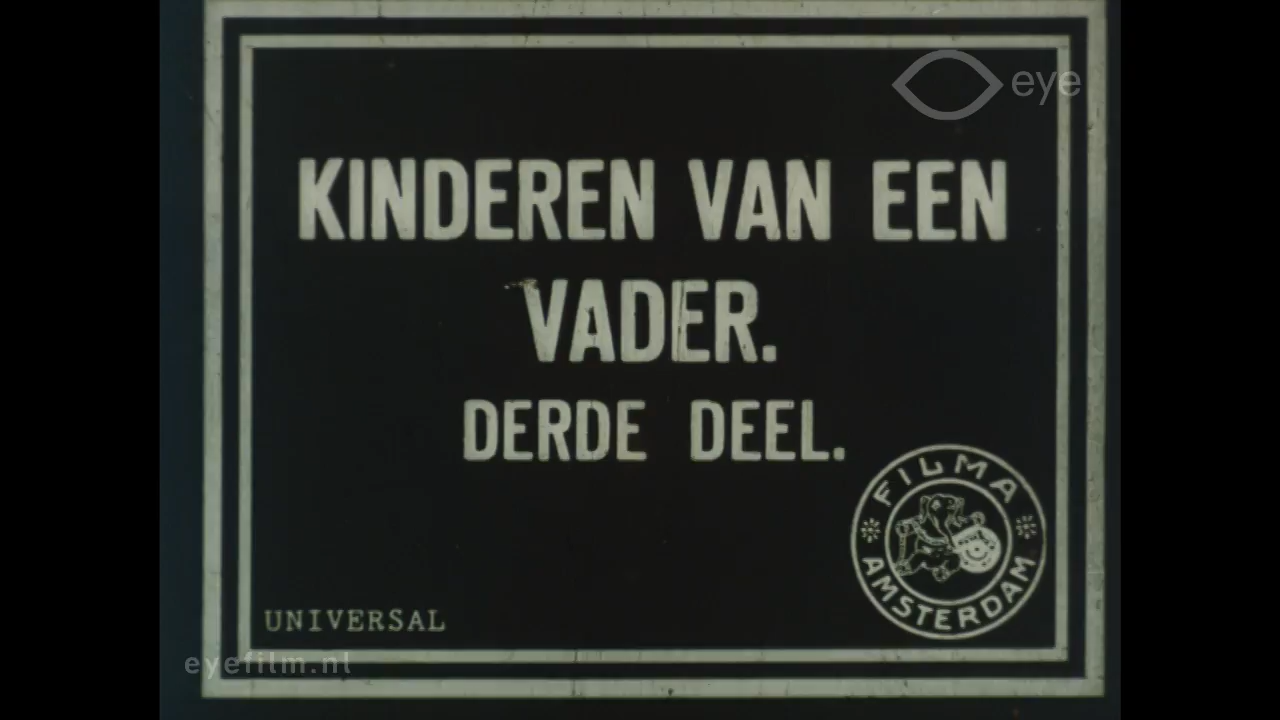 eye
KINDEREN VAN EEN
VADER.
DERDE DEEL.
FILMA
AMSTERDAM
UNIVERSAL
eyefilm.nl